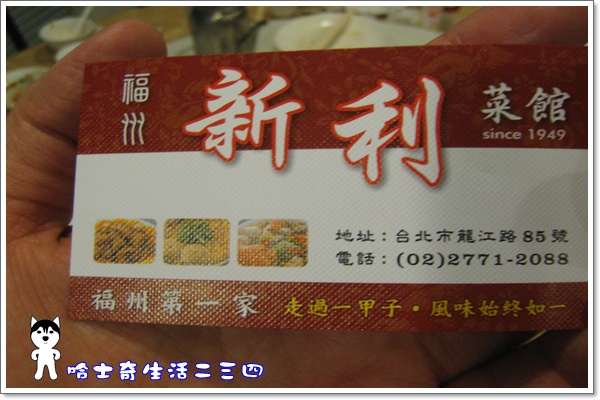 福州
新利
菜館
since 1949
地址：台北市龍江路85號
電話：(02)2771-2088
福州第一家 走過一甲子·風味始終如一
哈士奇生活二三四